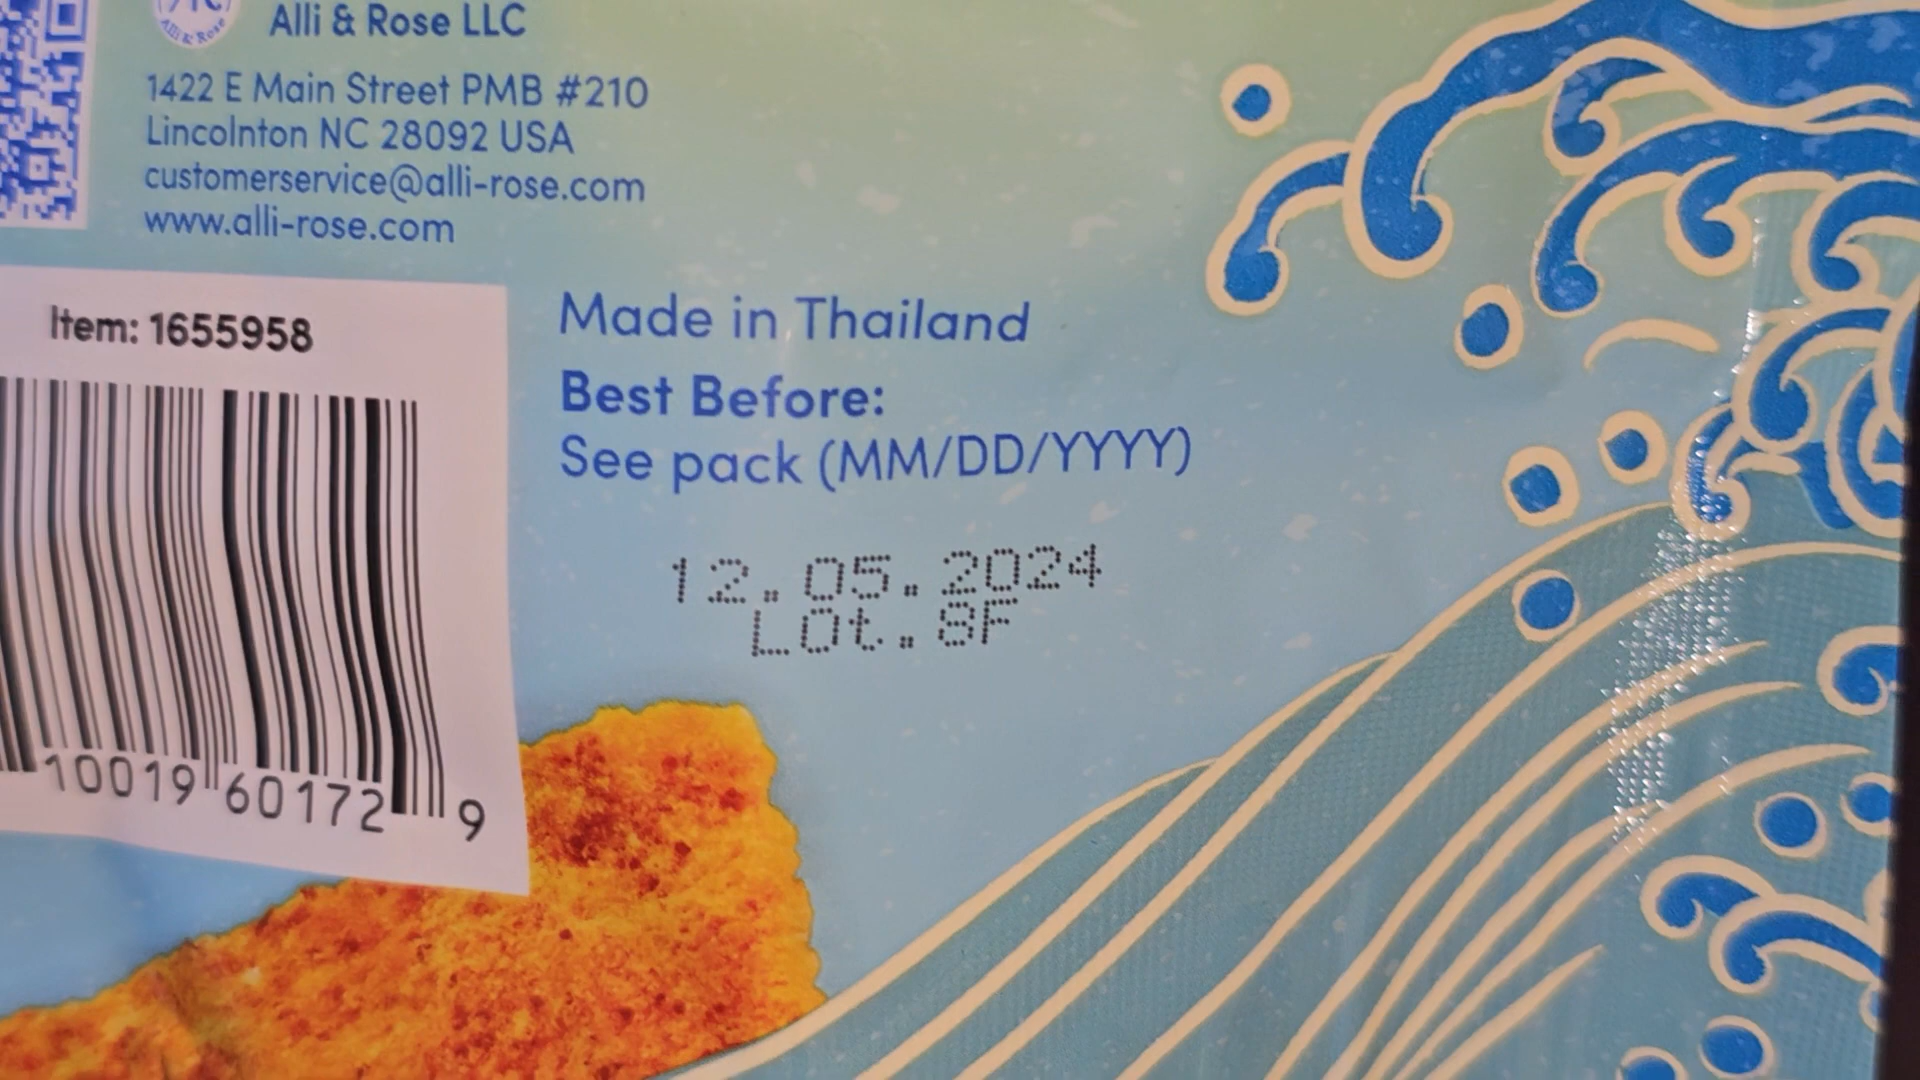 Alli & Rose
Alli & Rose LLC
1422 E Main Street PMB #210
Lincolnton NC 28092 USA
customerservice@alli-rose.com
www.alli-rose.com
Item: 1655958
10019 60172 9
Made in Thailand
Best Before:
See pack (MM/DD/YYYY)
12.05.2024
Lot.8F